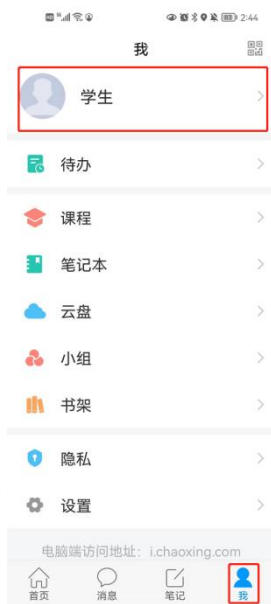 2:44
我
学生
待办
课程
笔记本
云盘
小组
书架
隐私
设置
电脑端访问地址：i.chaoxing.com
首页
消息
笔记
我